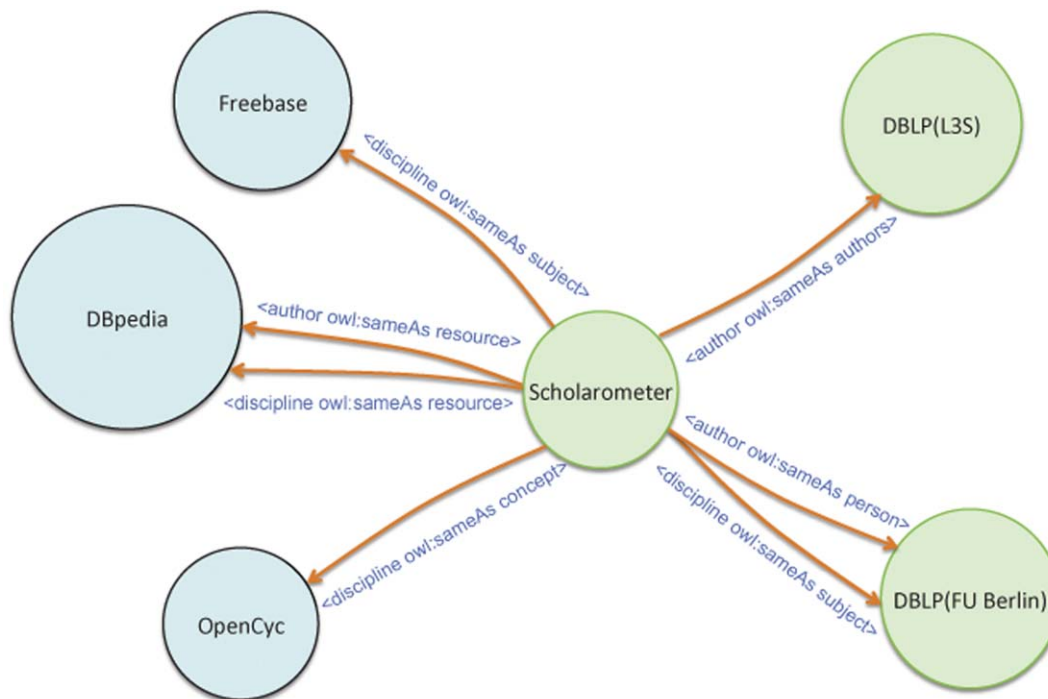 Freebase
DBLP(L3S)
<discipline owl:sameAs subject>
DBpedia
<author owl:sameAs resource>
<author owl:sameAs authors>
<discipline owl:sameAs resource>
Scholarometer
<author owl:sameAs person>
<discipline owl:sameAs concept>
<discipline owl:sameAs subject>
OpenCyc
DBLP(FU Berlin)